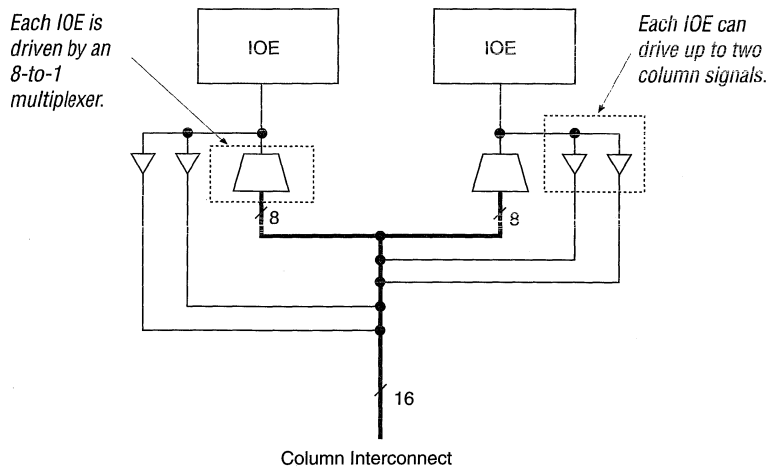 Each IOE is
driven by an
8-to-1
multiplexer.
IOE
IOE
Each IOE can
drive up to two
column signals.
8
8
16
Column Interconnect